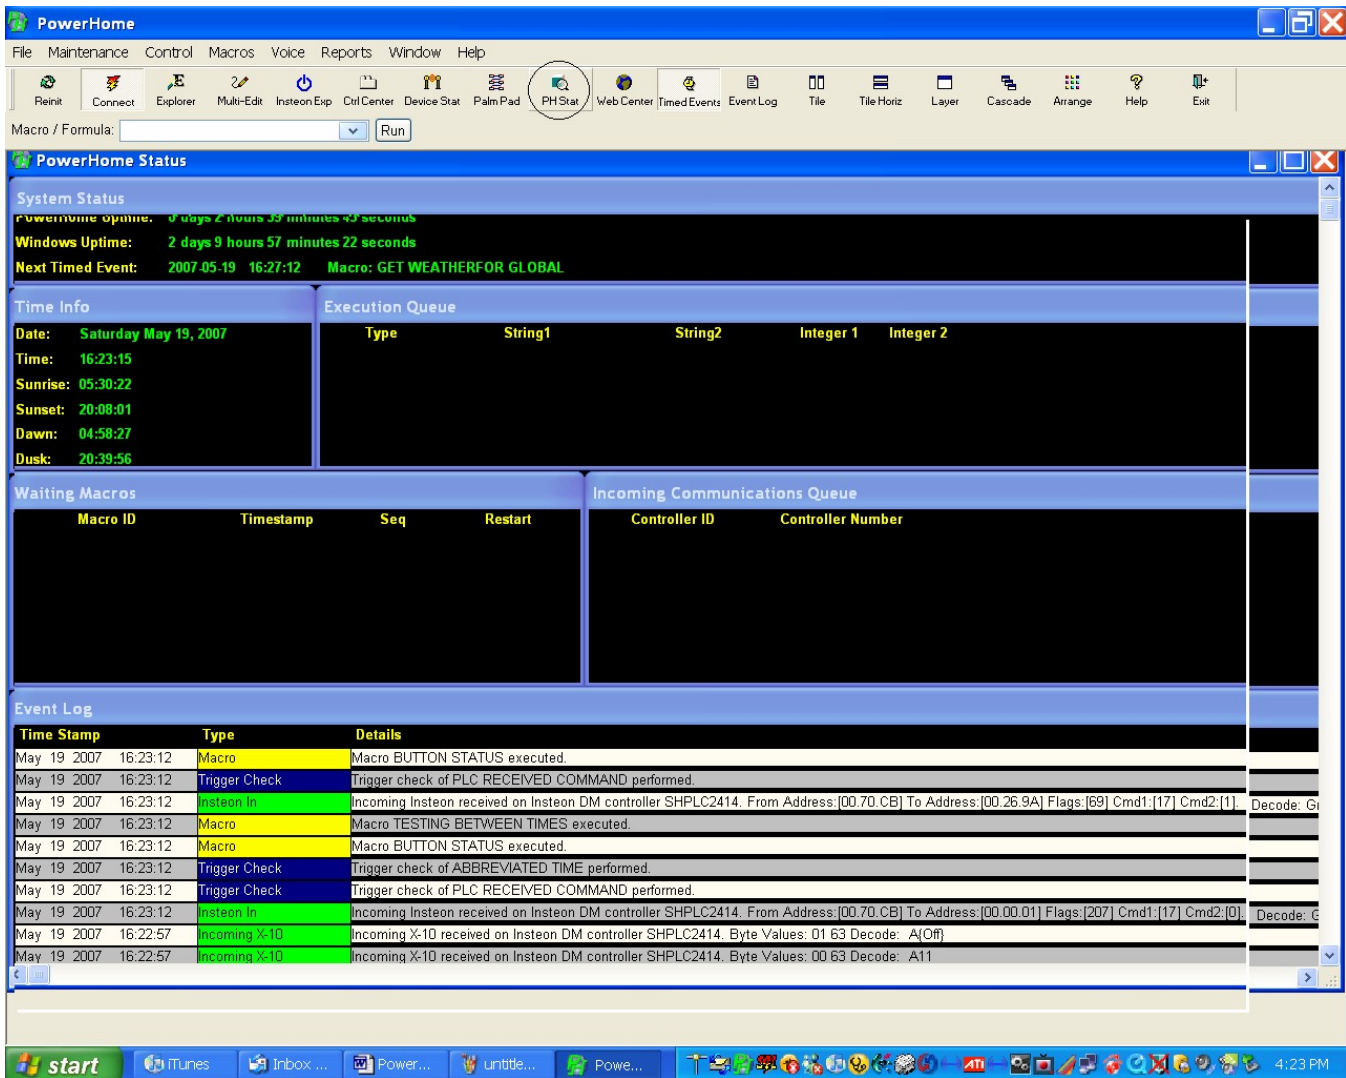 PowerHome
File Maintenance Control Macros Voice Reports Window Help
Reinit Connect Explorer Multi-Edit Insteon Exp Ctrl Center Device Stat Palm Pad PH Stat Web Center Timed Events Event Log Tile Tile Horiz Layer Cascade Arrange Help Exit
Macro / Formula: Run
PowerHome Status
System Status
PowerHome Uptime: 0 days 2 hours 39 minutes 43 seconds
Windows Uptime: 2 days 9 hours 57 minutes 22 seconds
Next Timed Event: 2007-05-19 16:27:12 Macro: GET WEATHERFOR GLOBAL
Time Info
Date: Saturday May 19, 2007
Time: 16:23:15
Sunrise: 05:30:22
Sunset: 20:08:01
Dawn: 04:58:27
Dusk: 20:39:56
Execution Queue
Type String1 String2 Integer 1 Integer 2
Waiting Macros
Macro ID Timestamp Seq Restart
Incoming Communications Queue
Controller ID Controller Number
Event Log
Time Stamp Type Details
May 19 2007 16:23:12 Macro Macro BUTTON STATUS executed.
May 19 2007 16:23:12 Trigger Check Trigger check of PLC RECEIVED COMMAND performed.
May 19 2007 16:23:12 Insteon In Incoming Insteon received on Insteon DM controller SHPLC2414. From Address:[00.70.CB] To Address:[00.26.9A] Flags:[69] Cmd1:[17] Cmd2:[1]. Decode: Gr
May 19 2007 16:23:12 Macro Macro TESTING BETWEEN TIMES executed.
May 19 2007 16:23:12 Macro Macro BUTTON STATUS executed.
May 19 2007 16:23:12 Trigger Check Trigger check of ABBREVIATED TIME performed.
May 19 2007 16:23:12 Trigger Check Trigger check of PLC RECEIVED COMMAND performed.
May 19 2007 16:23:12 Insteon In Incoming Insteon received on Insteon DM controller SHPLC2414. From Address:[00.70.CB] To Address:[00.00.01] Flags:[207] Cmd1:[17] Cmd2:[0]. Decode: G
May 19 2007 16:22:57 Incoming X-10 Incoming X-10 received on Insteon DM controller SHPLC2414. Byte Values: 01 63 Decode: A{Off}
May 19 2007 16:22:57 Incoming X-10 Incoming X-10 received on Insteon DM controller SHPLC2414. Byte Values: 00 63 Decode: A11
start iTunes Inbox ... Power... untitle... Powe... ATI 4:23 PM